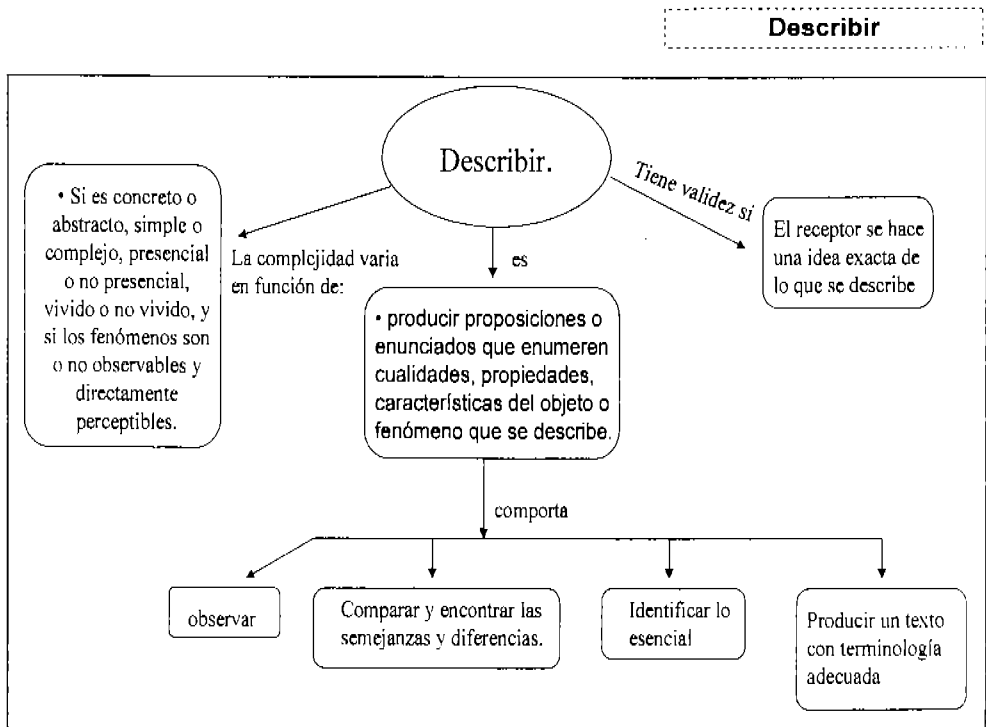 Describir
Describir.
• Si es concreto o
abstracto, simple o
complejo, presencial
o no presencial,
vivido o no vivido, y
si los fenómenos son
o no observables y
directamente
perceptibles.
La complejidad varia
en función de:
es
Tiene validez si
El receptor se hace
una idea exacta de
lo que se describe
• producir proposiciones o
enunciados que enumeren
cualidades, propiedades,
características del objeto o
fenómeno que se describe.
comporta
observar
Comparar y encontrar las
semejanzas y diferencias.
Identificar lo
esencial
Producir un texto
con terminología
adecuada